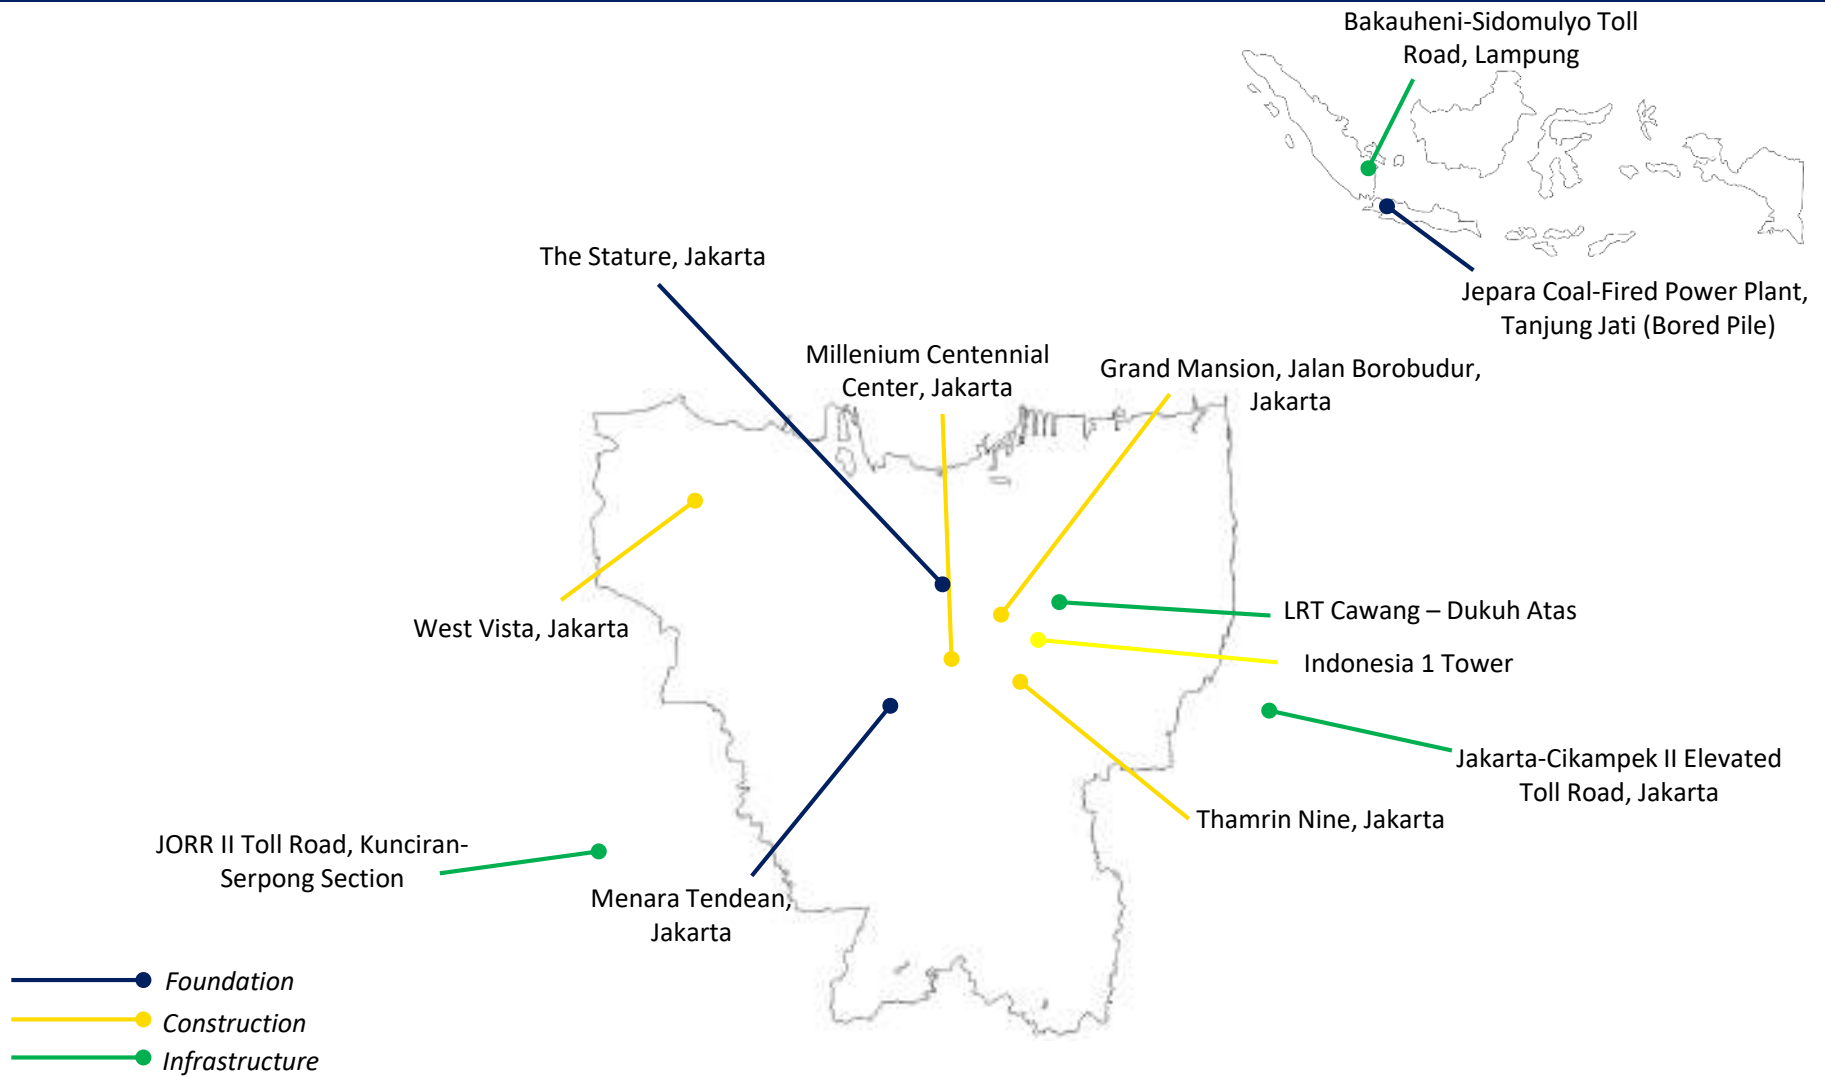 Bakauheni-Sidomulyo Toll
Road, Lampung
The Stature, Jakarta
Jepara Coal-Fired Power Plant,
Tanjung Jati (Bored Pile)
Millenium Centennial
Center, Jakarta
Grand Mansion, Jalan Borobudur,
Jakarta
West Vista, Jakarta
LRT Cawang – Dukuh Atas
Indonesia 1 Tower
Jakarta-Cikampek II Elevated
Toll Road, Jakarta
Thamrin Nine, Jakarta
JORR II Toll Road, Kunciran-
Serpong Section
Menara Tendean,
Jakarta
Foundation
Construction
Infrastructure